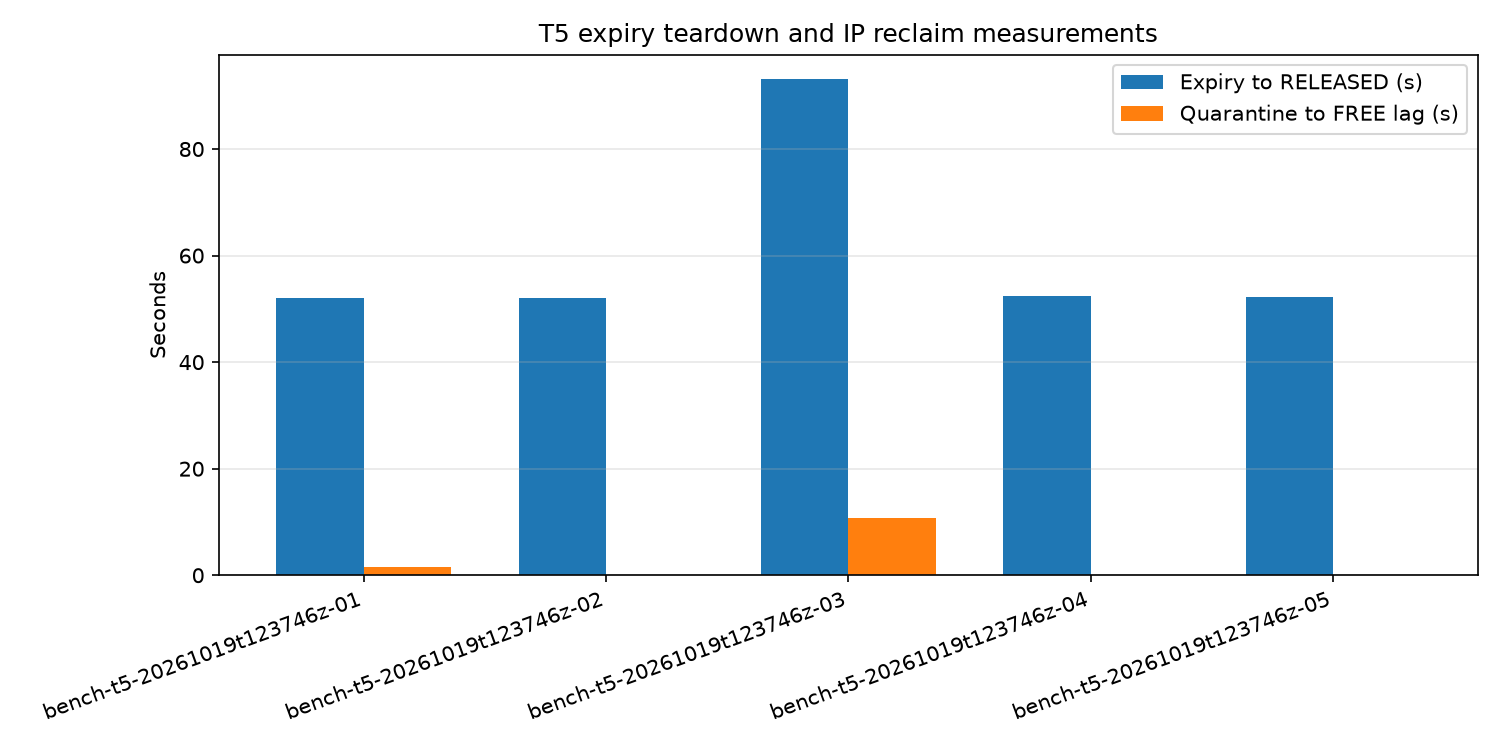 T5 expiry teardown and IP reclaim measurements
Expiry to RELEASED (s)
Quarantine to FREE lag (s)
Seconds
80
60
40
20
0
bench-t5-20261019t123746z-01
bench-t5-20261019t123746z-02
bench-t5-20261019t123746z-03
bench-t5-20261019t123746z-04
bench-t5-20261019t123746z-05